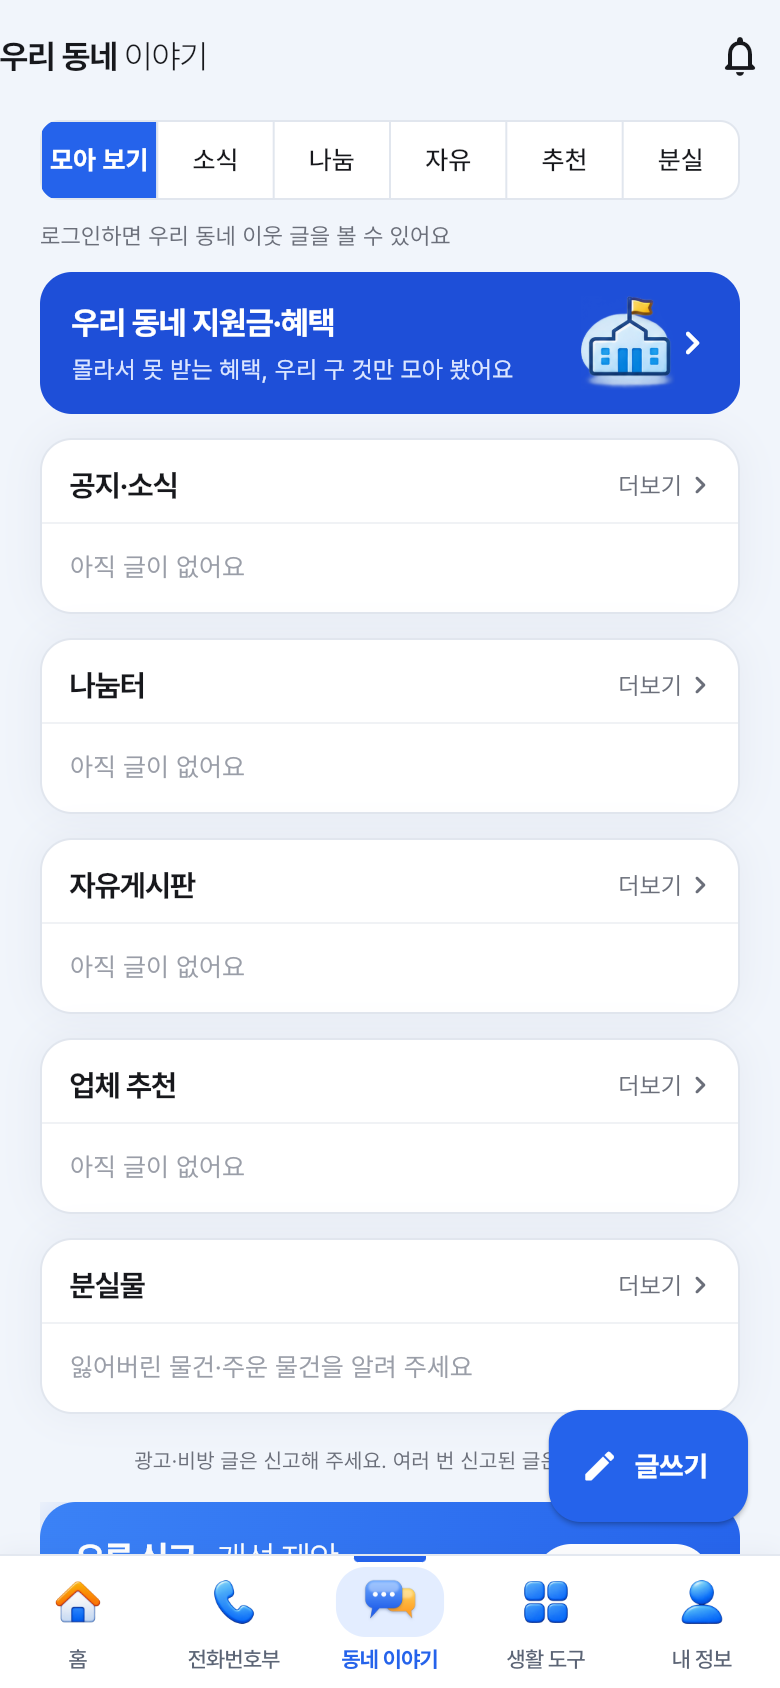 우리 동네 이야기
모아 보기
소식
나눔
자유
추천
분실
로그인하면 우리 동네 이웃 글을 볼 수 있어요
우리 동네 지원금·혜택
몰라서 못 받는 혜택, 우리 구 것만 모아 봤어요
공지·소식
더보기
아직 글이 없어요
나눔터
더보기
아직 글이 없어요
자유게시판
더보기
아직 글이 없어요
업체 추천
더보기
아직 글이 없어요
분실물
더보기
잃어버린 물건·주운 물건을 알려 주세요
광고·비방 글은 신고해 주세요. 여러 번 신고된 글은
글쓰기
홈
전화번호부
동네 이야기
생활 도구
내 정보